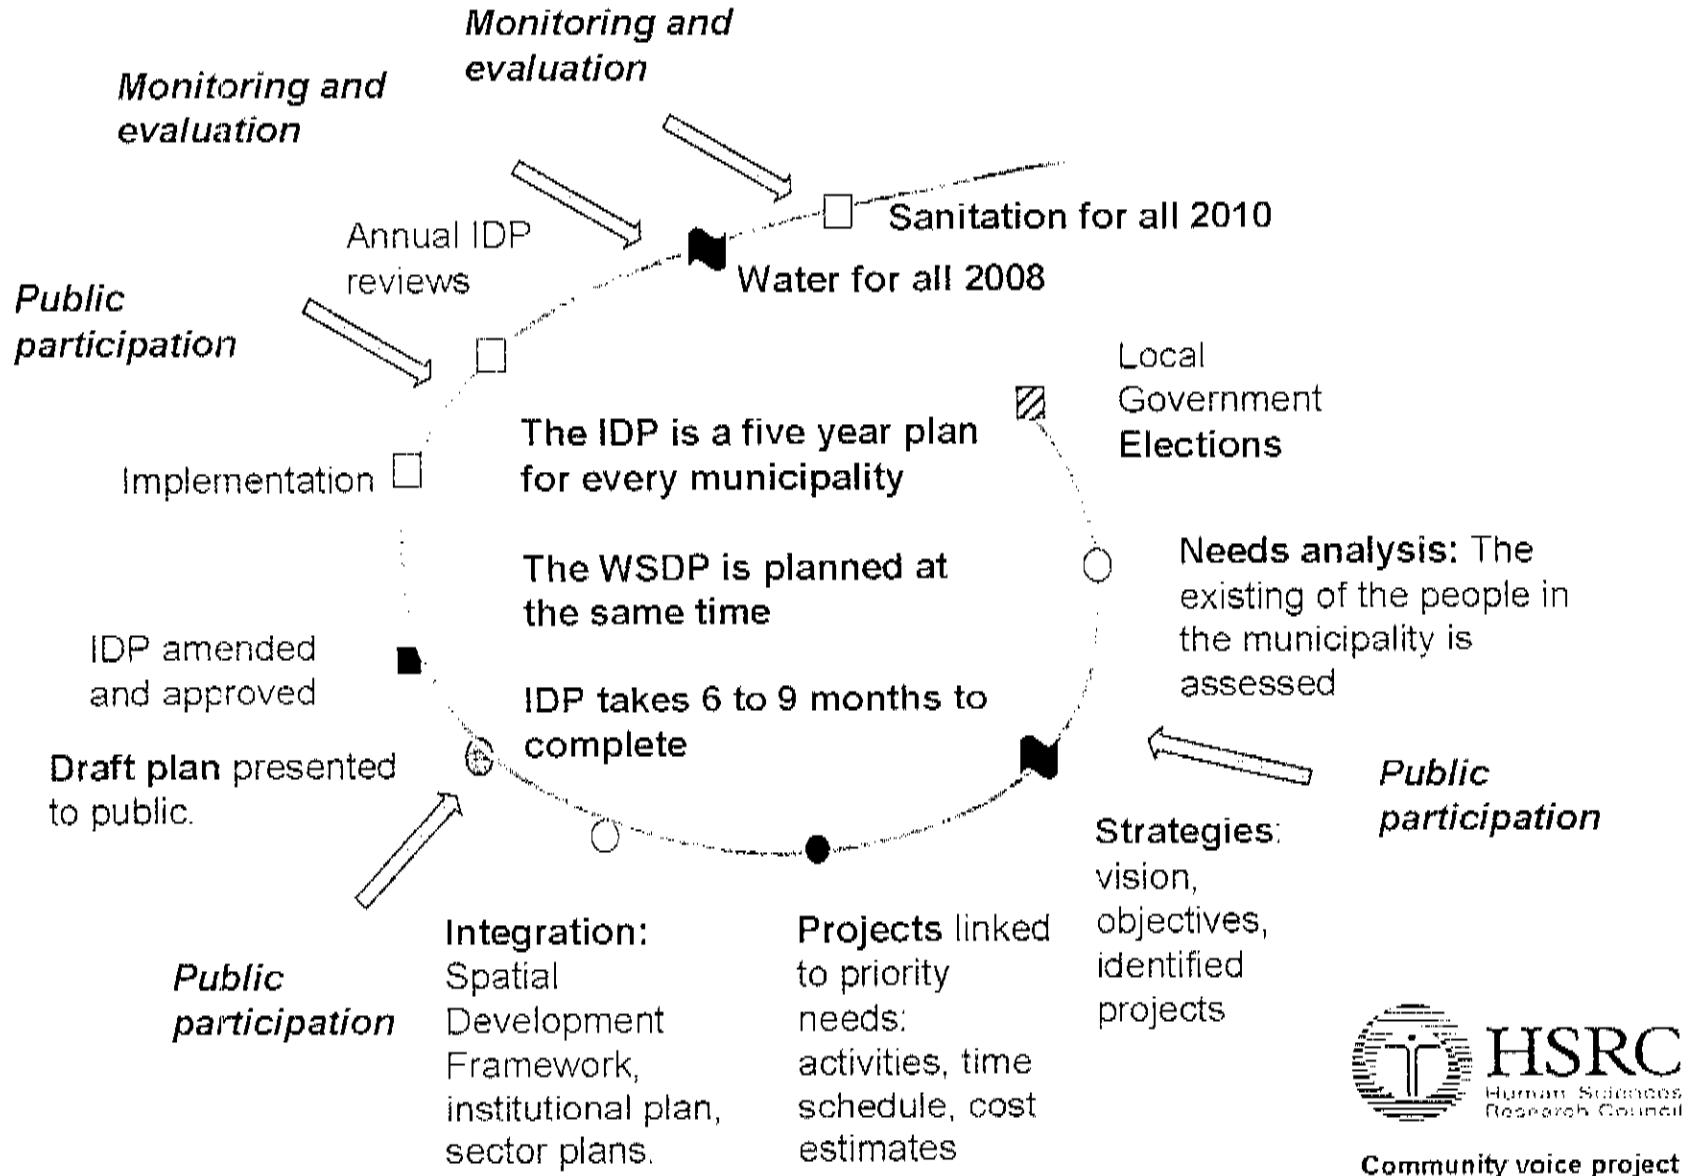 Monitoring and
evaluation
Monitoring and
evaluation
Annual IDP
reviews
Public
participation
Sanitation for all 2010
Water for all 2008
Local
Government
Elections
Implementation
The IDP is a five year plan
for every municipality
The WSDP is planned at
the same time
IDP takes 6 to 9 months to
complete
Needs analysis: The
existing of the people in
the municipality is
assessed
IDP amended
and approved
Draft plan presented
to public.
Public
participation
Strategies:
vision,
objectives,
identified
projects
Projects linked
to priority
needs:
activities, time
schedule, cost
estimates
Integration:
Spatial
Development
Framework,
institutional plan,
sector plans.
Public
participation
HSRC
Human Sciences
Research Council
Community voice project